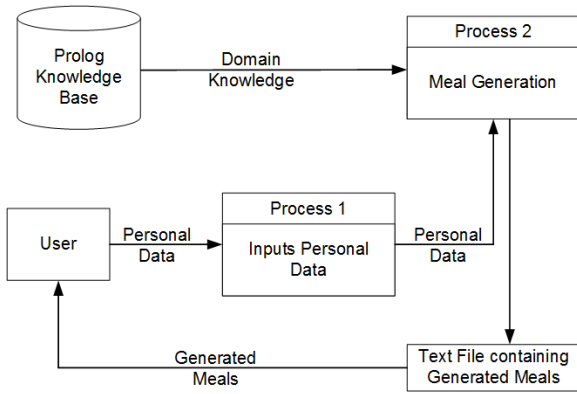 Prolog
Knowledge
Base
Domain
Knowledge
Process 2
Meal Generation
User
Personal
Data
Process 1
Inputs Personal
Data
Personal
Data
Generated
Meals
Text File containing
Generated Meals